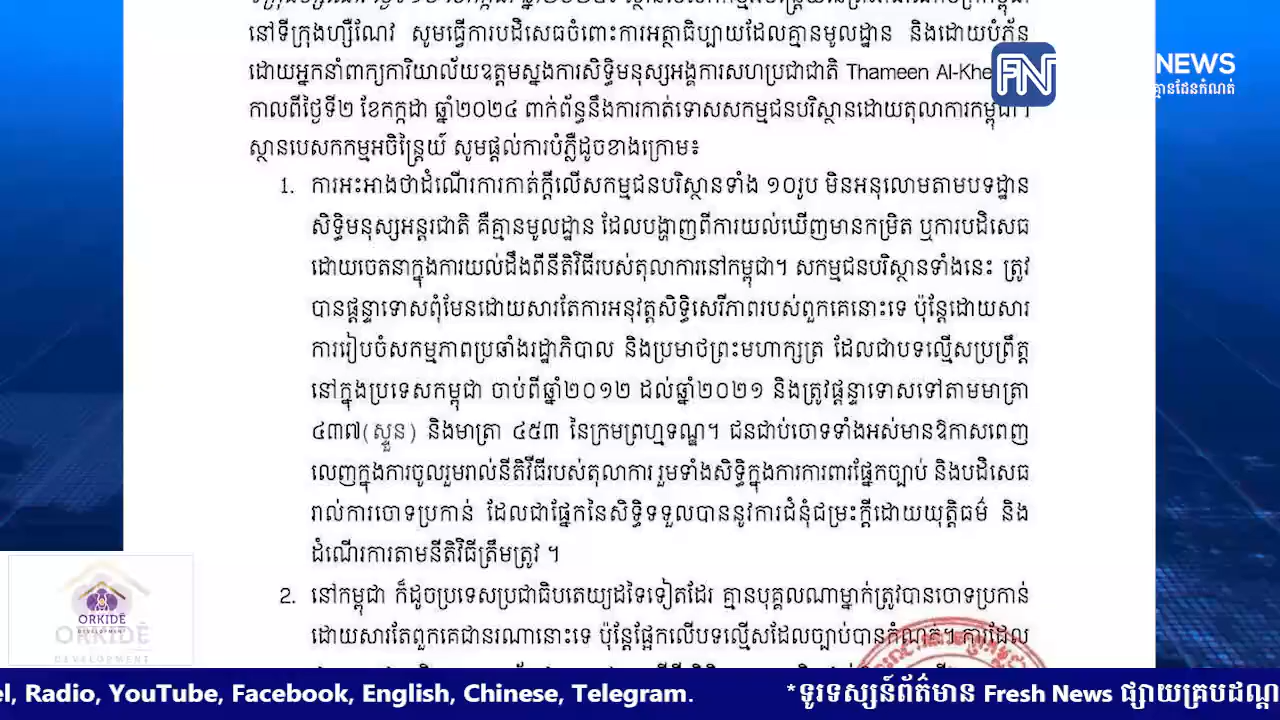 នៅទីក្រុងហ្សឺណែវ សូមធ្វើការបដិសេធចំពោះការអត្ថាធិប្បាយដែលគ្មានមូលដ្ឋាន និងដោយបំភ័ន
ដោយអ្នកនាំពាក្យការិយាល័យឧត្តមស្នងការសិទ្ធិមនុស្សអង្គការសហប្រជាជាតិ Thameen Al-Khe
កាលពីថ្ងៃទី២ ខែកក្កដា ឆ្នាំ២០២៤ ពាក់ព័ន្ធនឹងការកាត់ទោសសកម្មជនបរិស្ថានដោយតុលាការកម្ពុជា។
ស្ថានបេសកកម្មអចិន្ត្រៃយ៍ សូមផ្តល់ការបំភ្លឺដូចខាងក្រោម៖
1. ការអះអាងថាដំណើរការកាត់ក្តីលើសកម្មជនបរិស្ថានទាំង ១០រូប មិនអនុលោមតាមបទដ្ឋាន
សិទ្ធិមនុស្សអន្តរជាតិ គឺគ្មានមូលដ្ឋាន ដែលបង្ហាញពីការយល់ឃើញមានកម្រិត ឬការបដិសេធ
ដោយចេតនាក្នុងការយល់ដឹងពីនីតិវិធីរបស់តុលាការនៅកម្ពុជា។ សកម្មជនបរិស្ថានទាំងនេះ ត្រូវ
បានផ្តន្ទាទោសពុំមែនដោយសារតែការអនុវត្តសិទ្ធិសេរីភាពរបស់ពួកគេនោះទេ ប៉ុន្តែដោយសារ
ការរៀបចំសកម្មភាពប្រឆាំងរដ្ឋាភិបាល និងប្រមាថព្រះមហាក្សត្រ ដែលជាបទល្មើសប្រព្រឹត្ត
នៅក្នុងប្រទេសកម្ពុជា ចាប់ពីឆ្នាំ២០១២ ដល់ឆ្នាំ២០២១ និងត្រូវផ្តន្ទាទោសទៅតាមមាត្រា
៤៣៧(ស្ទួន) និងមាត្រា ៤៥៣ នៃក្រមព្រហ្មទណ្ឌ។ ជនជាប់ចោទទាំងអស់មានឱកាសពេញ
លេញក្នុងការចូលរួមរាល់នីតិវីធីរបស់តុលាការ រួមទាំងសិទ្ធិក្នុងការការពារផ្នែកច្បាប់ និងបដិសេធ
រាល់ការចោទប្រកាន់ ដែលជាផ្នែកនៃសិទ្ធិទទួលបាននូវការជំនុំជម្រះក្តីដោយយុត្តិធម៌ និង
ដំណើរការតាមនីតិវិធីត្រឹមត្រូវ ។
2. នៅកម្ពុជា ក៏ដូចប្រទេសប្រជាធិបតេយ្យដទៃទៀតដែរ គ្មានបុគ្គលណាម្នាក់ត្រូវបានចោទប្រកាន់
ដោយសារតែពួកគេជានរណានោះទេ ប៉ុន្តែផ្អែកលើបទល្មើសដែលច្បាប់បានកំណត់។ ការដែល
FN
NEWS
គ្មានដែនកំណត់
ORKIDĒ
DEVELOPMENT
ORKIDĒ
DEVELOPMENT
el, Radio, YouTube, Facebook, English, Chinese, Telegram. *ទូរទស្សន៍ព័ត៌មាន Fresh News ផ្សាយគ្របដណ្ត